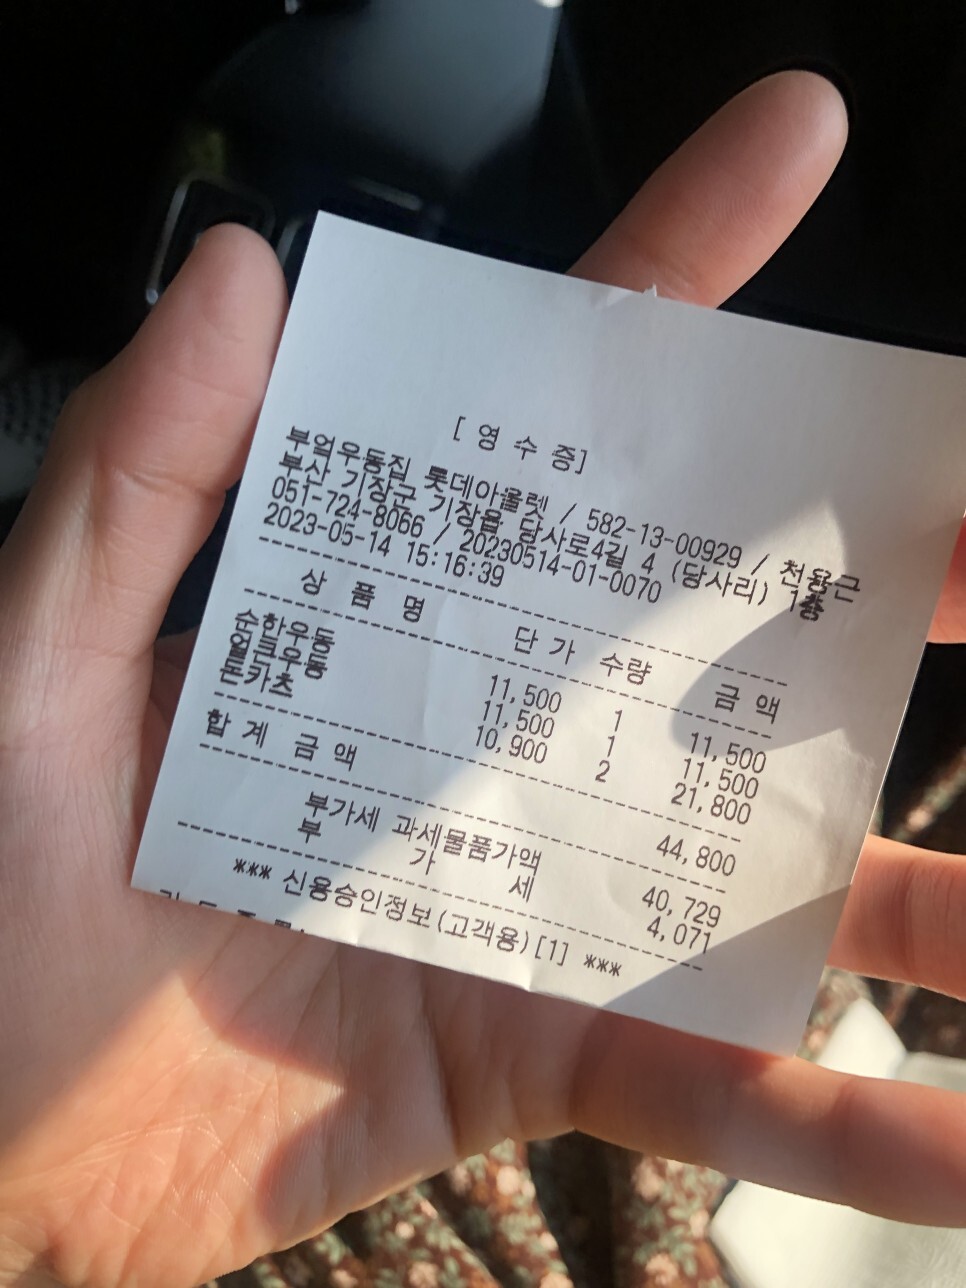 [ 영 수 증]
부엌우동집 롯데아울렛 / 582-13-00929 / 천용근
부산 기장군 기장읍 당사로4길 4 (당사리) 1층
051-724-8066 / 20230514-01-0070
2023-05-14 15:16:39
상 품 명 단 가 수량 금 액
순한우동 11,500 1 11,500
얼큰우동 11,500 1 11,500
돈카츠 10,900 2 21,800
합 계 금 액 44,800
부가세 과세물품가액 40,729
부 가 세 4,071
*** 신용승인정보(고객용)[1] ***